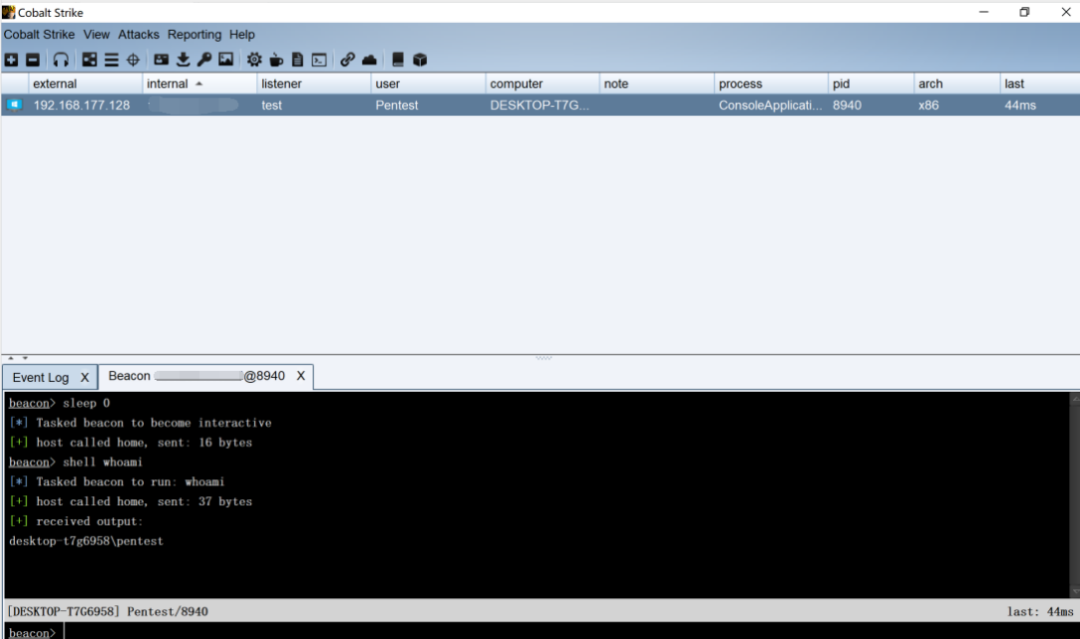 Cobalt Strike
Cobalt Strike View Attacks Reporting Help
external internal listener user computer note process pid arch last
192.168.177.128 test Pentest DESKTOP-T7G... ConsoleApplicati... 8940 x86 44ms
Event Log X Beacon @8940 X
beacon> sleep 0
[*] Tasked beacon to become interactive
[+] host called home, sent: 16 bytes
beacon> shell whoami
[*] Tasked beacon to run: whoami
[+] host called home, sent: 37 bytes
[+] received output:
desktop-t7g6958\pentest
[DESKTOP-T7G6958] Pentest/8940 last: 44ms
beacon>